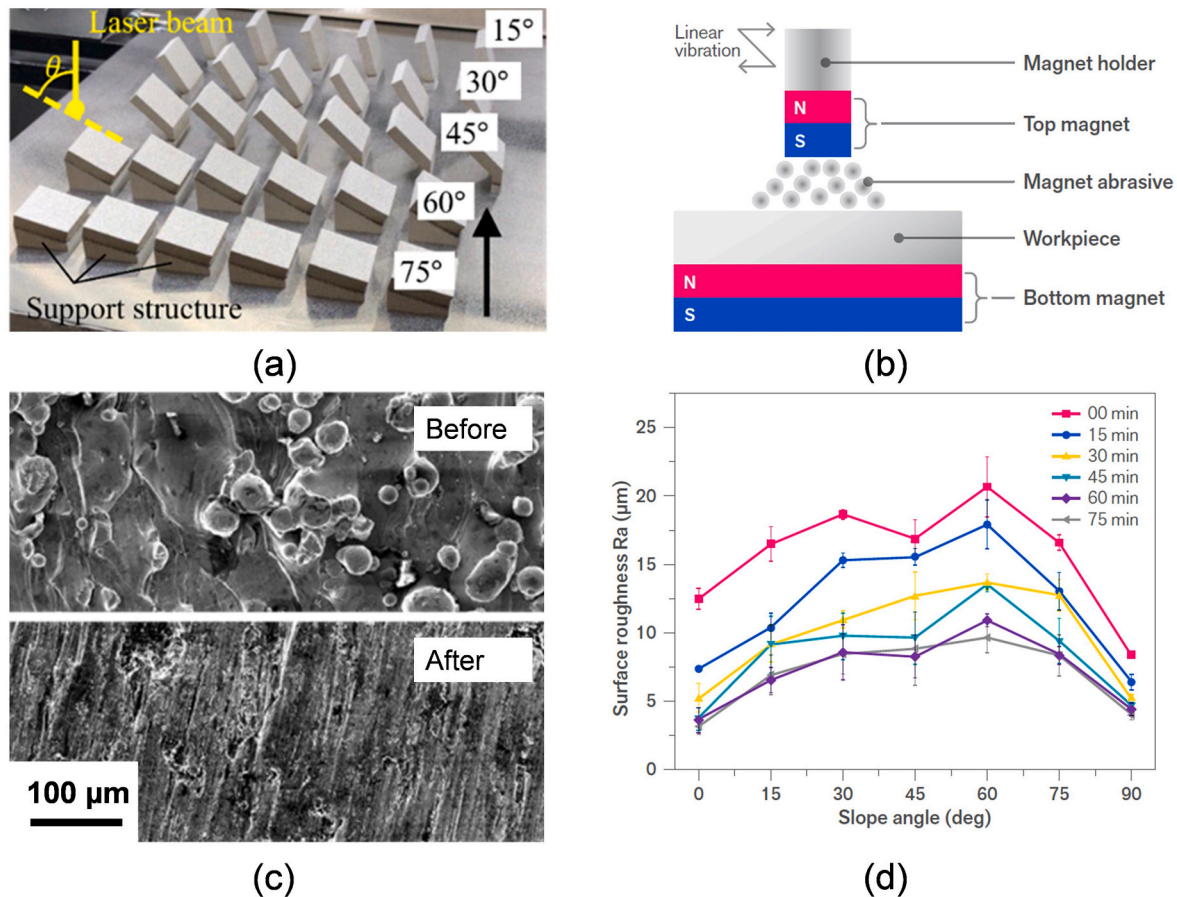 Laser beam
θ
15°
30°
45°
60°
75°
Support structure
(a)
Linear
vibration
N
S
Magnet holder
Top magnet
Magnet abrasive
Workpiece
N
S
Bottom magnet
(b)
Before
After
100 µm
(c)
Surface roughness Ra (µm)
25
20
15
10
5
0
00 min
15 min
30 min
45 min
60 min
75 min
0 15 30 45 60 75 90
Slope angle (deg)
(d)